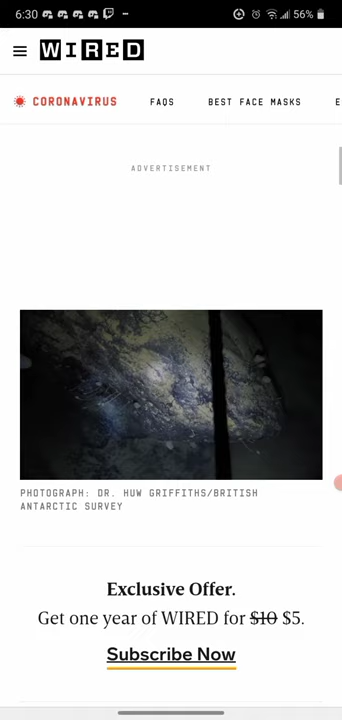 6:30 56%
WIRED
CORONAVIRUS FAQS BEST FACE MASKS E
ADVERTISEMENT
PHOTOGRAPH: DR. HUW GRIFFITHS/BRITISH
ANTARCTIC SURVEY
Exclusive Offer.
Get one year of WIRED for $10 $5.
Subscribe Now